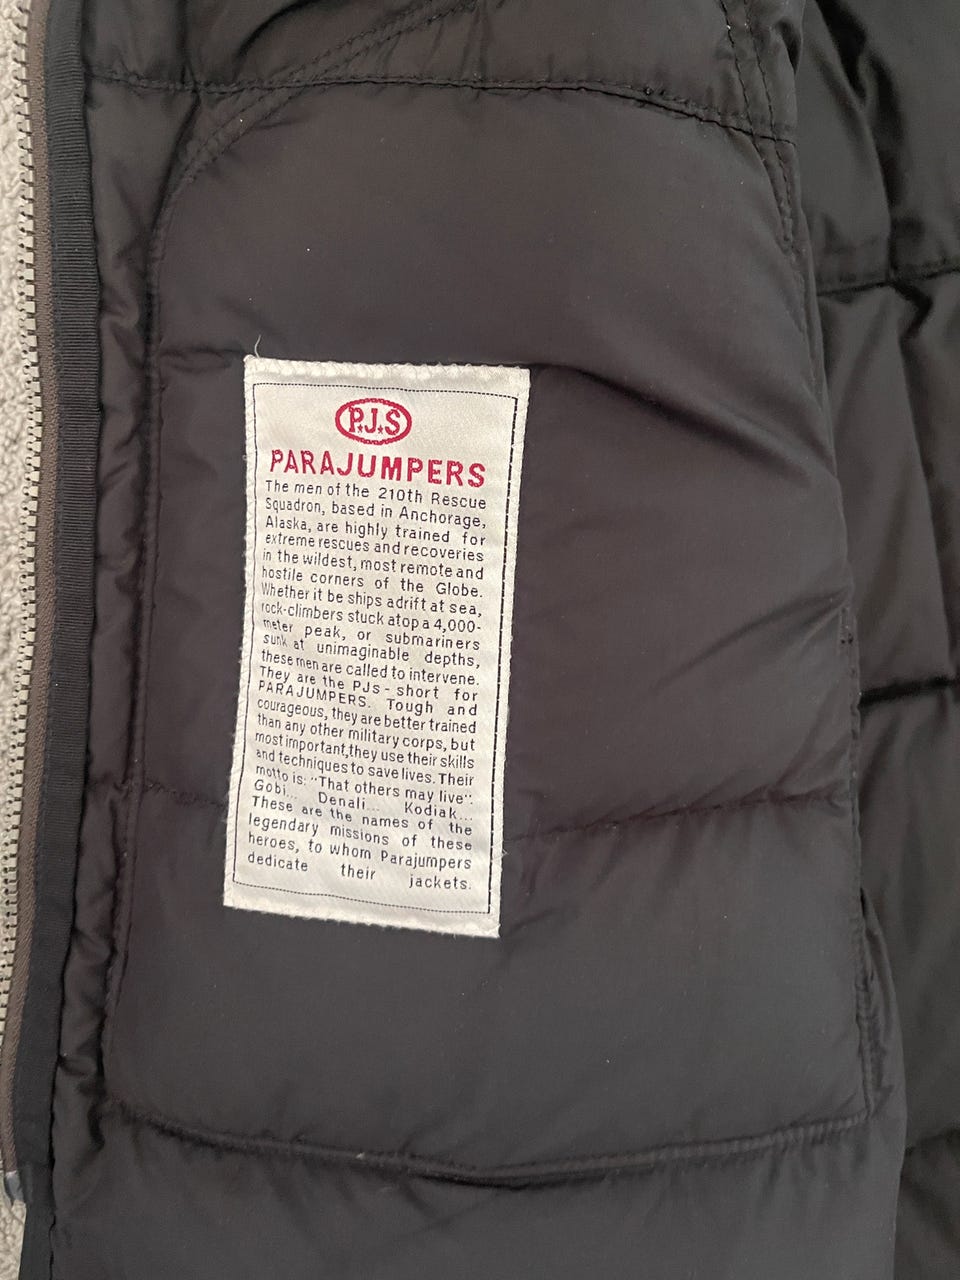 P.J.S
PARAJUMPERS
The men of the 210th Rescue
Squadron, based in Anchorage,
Alaska, are highly trained for
extreme rescues and recoveries
in the wildest, most remote and
hostile corners of the Globe.
Whether it be ships adrift at sea,
rock-climbers stuck atop a 4,000-
meter peak, or submariners
sunk at unimaginable depths,
these men are called to intervene.
They are the PJs - short for
PARAJUMPERS. Tough and
courageous, they are better trained
than any other military corps, but
most important,they use their skills
and techniques to save lives. Their
motto is: "That others may live".
Gobi... Denali... Kodiak...
These are the names of the
legendary missions of these
heroes, to whom Parajumpers
dedicate their jackets.